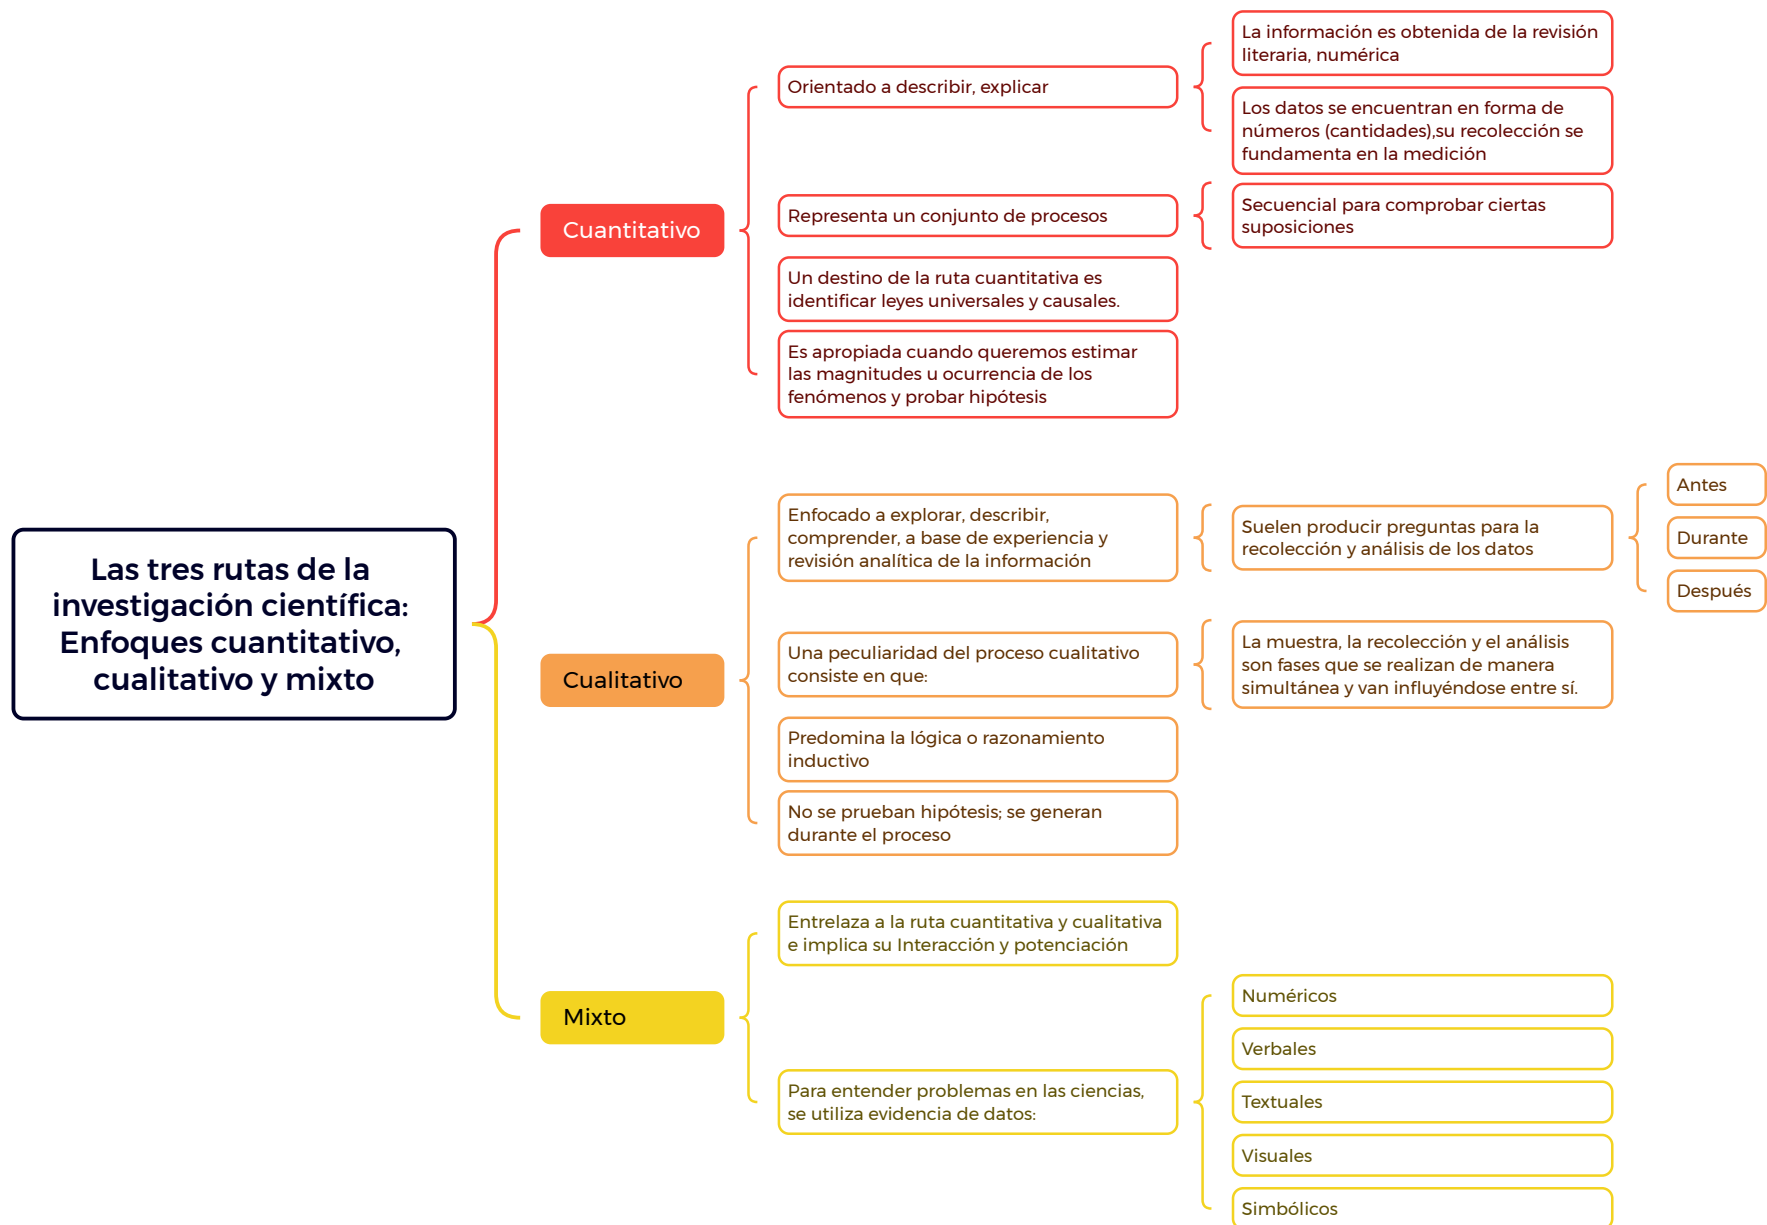 Las tres rutas de la
investigación científica:
Enfoques cuantitativo,
cualitativo y mixto
Cuantitativo
Orientado a describir, explicar
La información es obtenida de la revisión
literaria, numérica
Los datos se encuentran en forma de
números (cantidades),su recolección se
fundamenta en la medición
Representa un conjunto de procesos
Secuencial para comprobar ciertas
suposiciones
Un destino de la ruta cuantitativa es
identificar leyes universales y causales.
Es apropiada cuando queremos estimar
las magnitudes u ocurrencia de los
fenómenos y probar hipótesis
Cualitativo
Enfocado a explorar, describir,
comprender, a base de experiencia y
revisión analítica de la información
Suelen producir preguntas para la
recolección y análisis de los datos
Antes
Durante
Después
Una peculiaridad del proceso cualitativo
consiste en que:
La muestra, la recolección y el análisis
son fases que se realizan de manera
simultánea y van influyéndose entre sí.
Predomina la lógica o razonamiento
inductivo
No se prueban hipótesis; se generan
durante el proceso
Mixto
Entrelaza a la ruta cuantitativa y cualitativa
e implica su Interacción y potenciación
Para entender problemas en las ciencias,
se utiliza evidencia de datos:
Numéricos
Verbales
Textuales
Visuales
Simbólicos